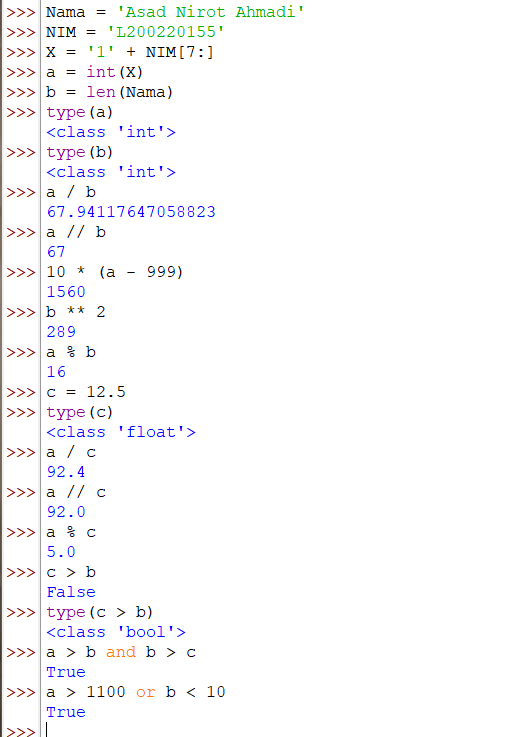 >>> Nama = 'Asad Nirot Ahmadi'
>>> NIM = 'L200220155'
>>> X = '1' + NIM[7:]
>>> a = int(X)
>>> b = len(Nama)
>>> type(a)
<class 'int'>
>>> type(b)
<class 'int'>
>>> a / b
67.94117647058823
>>> a // b
67
>>> 10 * (a - 999)
1560
>>> b ** 2
289
>>> a % b
16
>>> c = 12.5
>>> type(c)
<class 'float'>
>>> a / c
92.4
>>> a // c
92.0
>>> a % c
5.0
>>> c > b
False
>>> type(c > b)
<class 'bool'>
>>> a > b and b > c
True
>>> a > 1100 or b < 10
True
>>>